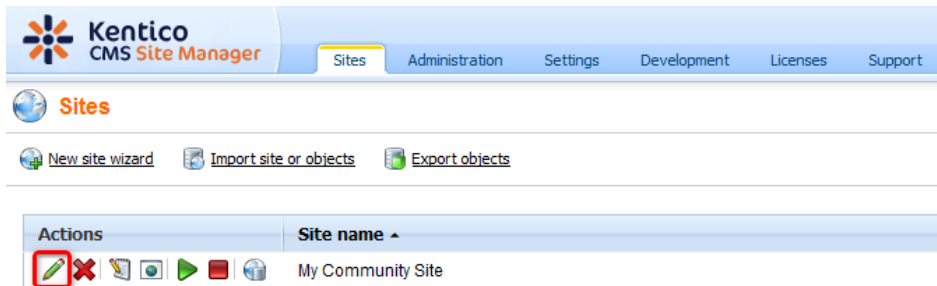 Kentico
CMS Site Manager
Sites Administration Settings Development Licenses Support
Sites
New site wizard Import site or objects Export objects
Actions Site name
My Community Site